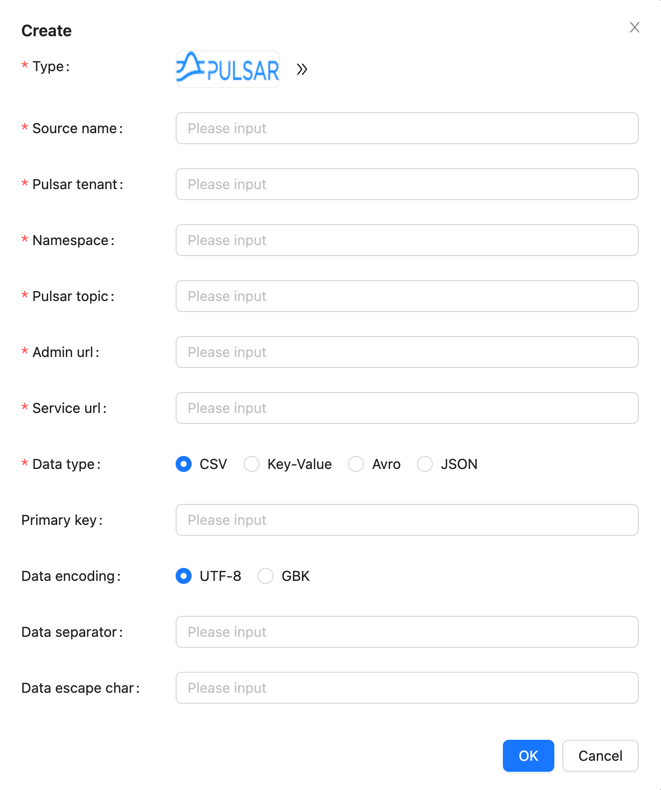 Create
* Type:
PULSAR »
* Source name: Please input
* Pulsar tenant: Please input
* Namespace: Please input
* Pulsar topic: Please input
* Admin url: Please input
* Service url: Please input
* Data type: CSV Key-Value Avro JSON
Primary key: Please input
Data encoding: UTF-8 GBK
Data separator: Please input
Data escape char: Please input
OK Cancel